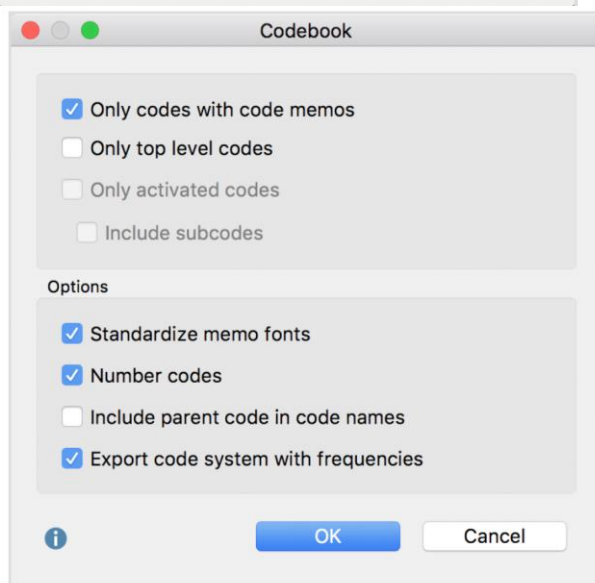 Codebook
Only codes with code memos
Only top level codes
Only activated codes
Include subcodes
Options
Standardize memo fonts
Number codes
Include parent code in code names
Export code system with frequencies
OK Cancel